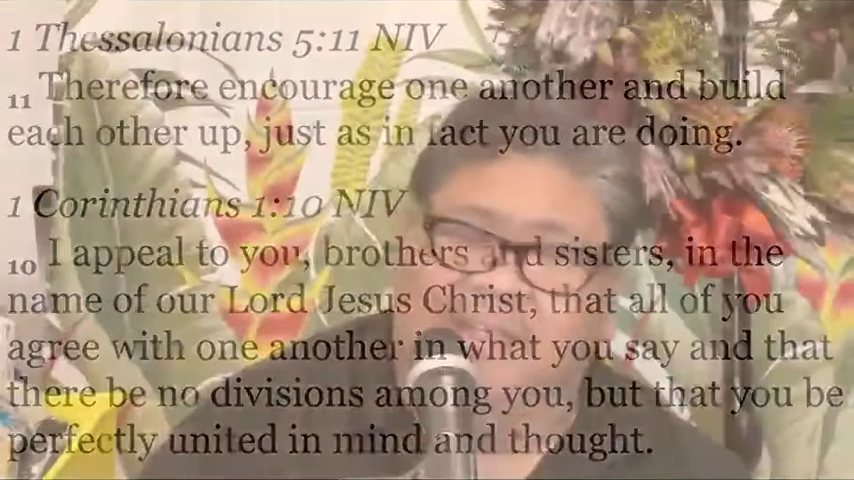 1 Thessalonians 5:11 NIV
11 Therefore encourage one another and build
each other up, just as in fact you are doing.
1 Corinthians 1:10 NIV
10 I appeal to you, brothers and sisters, in the
name of our Lord Jesus Christ, that all of you
agree with one another in what you say and that
there be no divisions among you, but that you be
perfectly united in mind and thought.